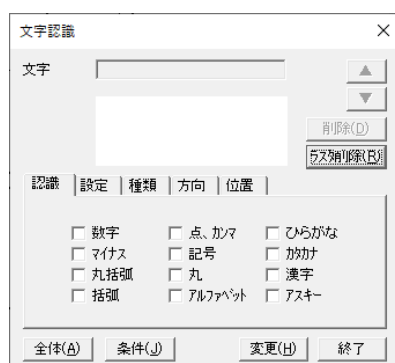 文字認識
文字
削除(D)
ラスタ削除(R)
認識 設定 種類 方向 位置
数字 点、カンマ ひらがな
マイナス 記号 カタカナ
丸括弧 丸 漢字
括弧 アルファベット アスキー
全体(A) 条件(J) 変更(H) 終了